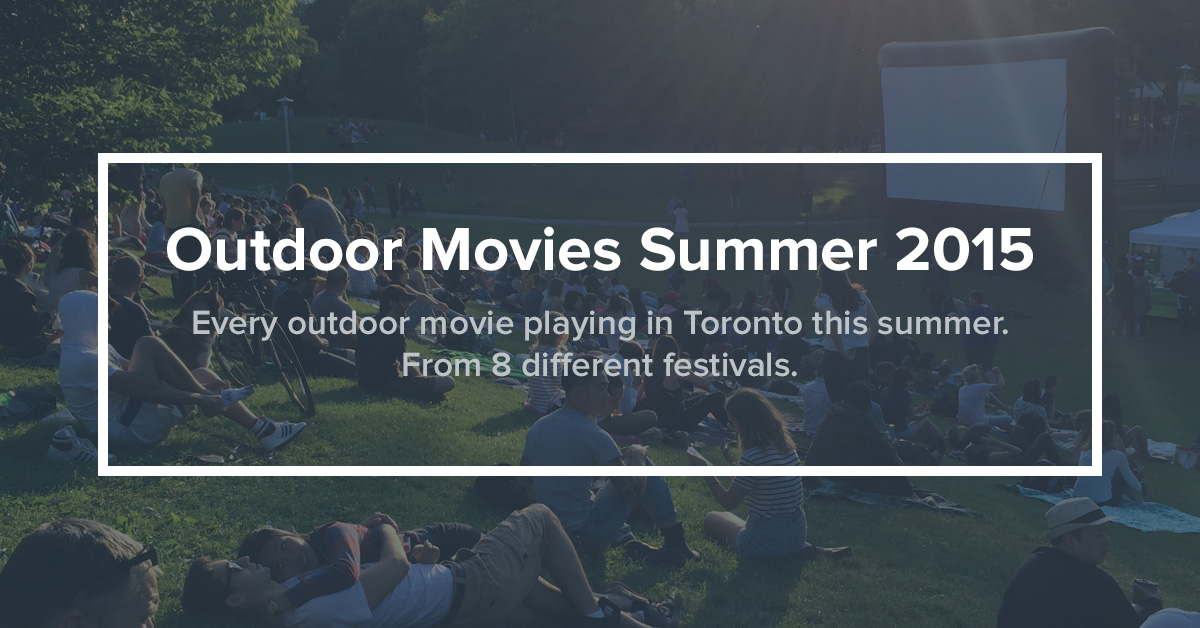 Outdoor Movies Summer 2015
Every outdoor movie playing in Toronto this summer.
From 8 different festivals.